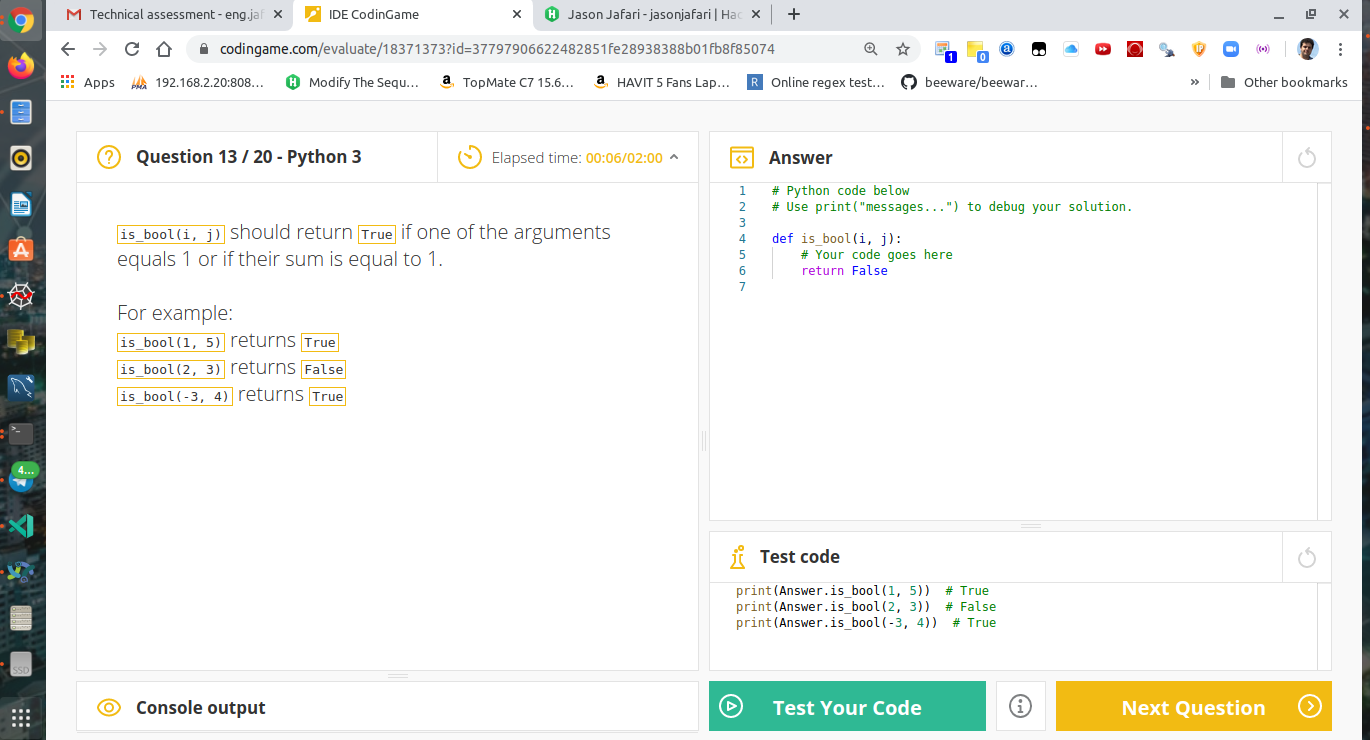 Technical assessment - eng.jaf
IDE CodinGame
Jason Jafari - jasonjafari | Hac
codingame.com/evaluate/18371373?id=37797906622482851fe28938388b01fb8f85074
1
0
Apps
PMA
192.168.2.20:808...
Modify The Sequ...
TopMate C7 15.6...
HAVIT 5 Fans Lap...
R
Online regex test...
beeware/beewar...
»
Other bookmarks
Question 13 / 20 - Python 3
Elapsed time: 00:06/02:00
is_bool(i, j) should return True if one of the arguments
equals 1 or if their sum is equal to 1.
For example:
is_bool(1, 5) returns True
is_bool(2, 3) returns False
is_bool(-3, 4) returns True
Console output
Answer
1 # Python code below
2 # Use print("messages...") to debug your solution.
3
4 def is_bool(i, j):
5 # Your code goes here
6 return False
7
Test code
print(Answer.is_bool(1, 5)) # True
print(Answer.is_bool(2, 3)) # False
print(Answer.is_bool(-3, 4)) # True
Test Your Code
Next Question
4...
SSD